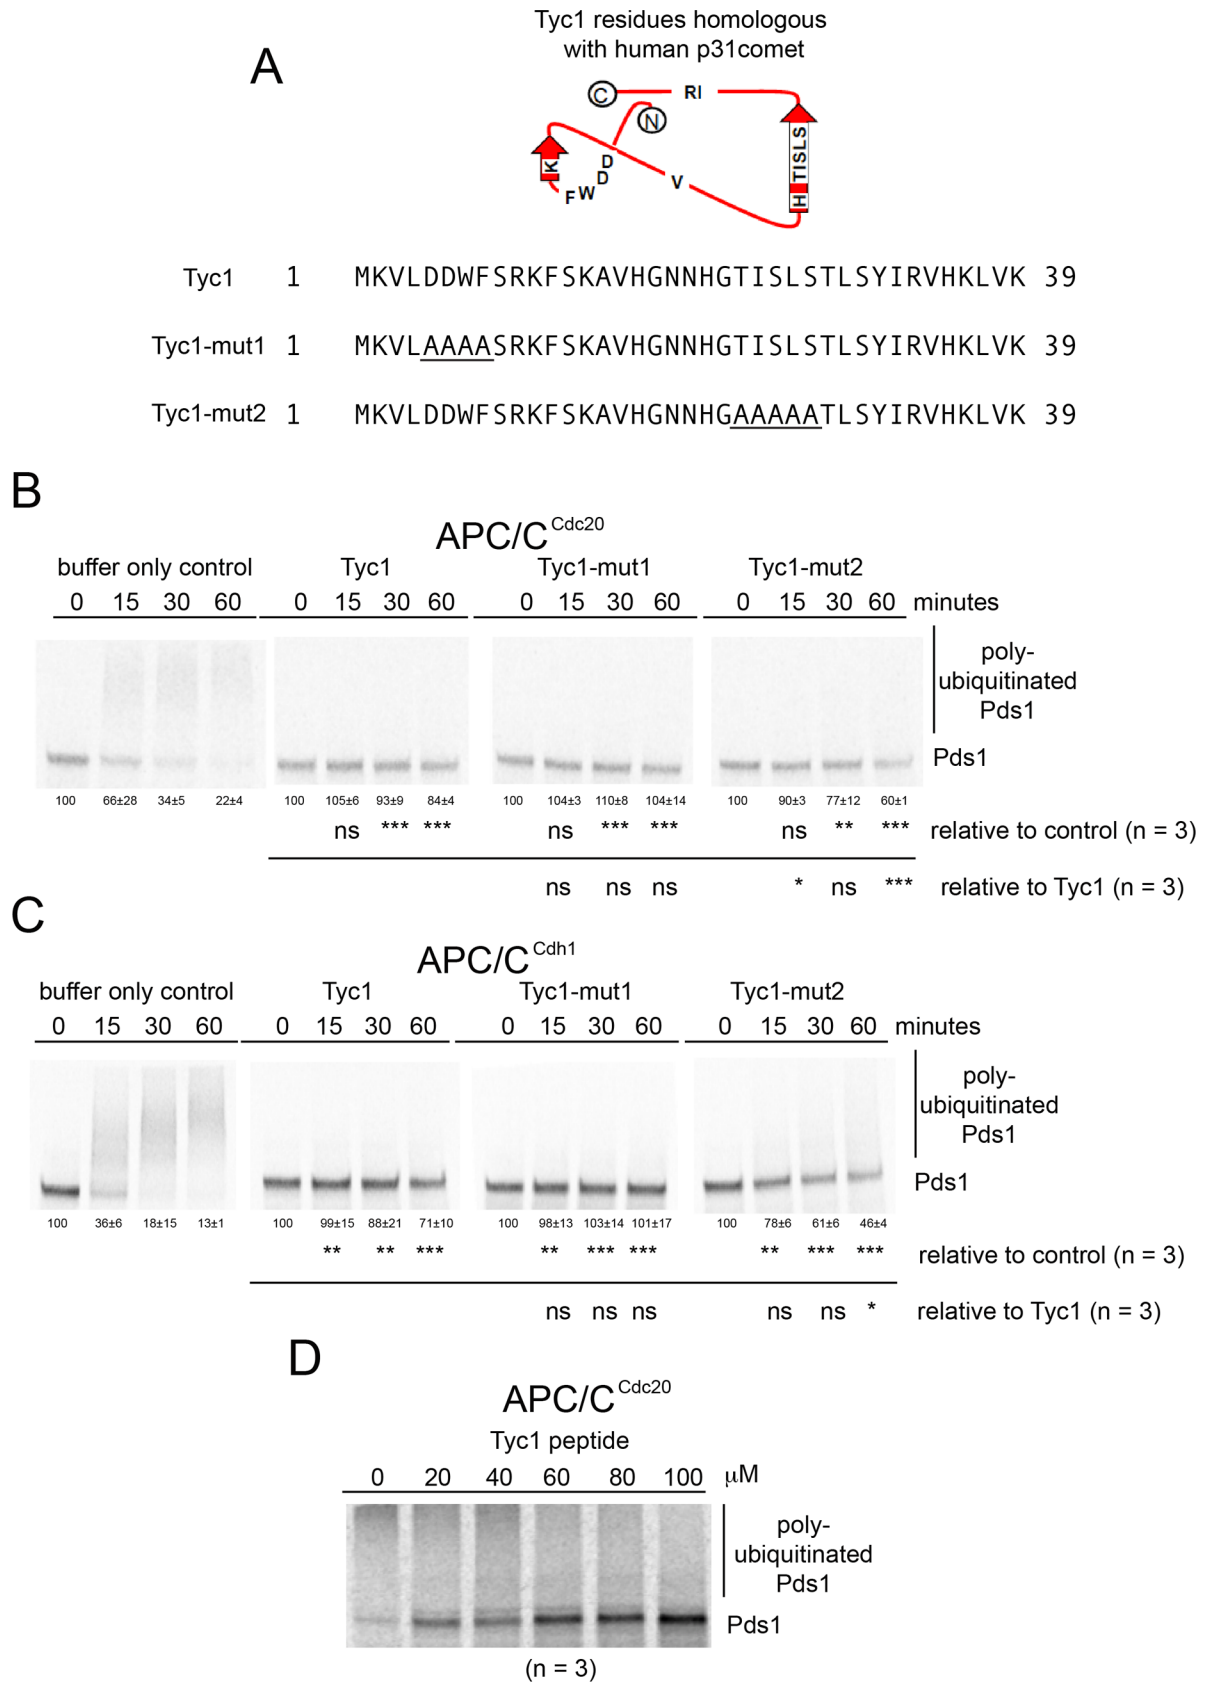 Tyc1 residues homologous
with human p31comet
A
C
RI
N
K
D
D
W
F
V
H
TISLS
Tyc1 1 MKVLDDWFSRKFSKAVHGNNHGTISLSTLSYIRVHKLVK 39
Tyc1-mut1 1 MKVLAAAASRKFSKAVHGNNHGTISLSTLSYIRVHKLVK 39
Tyc1-mut2 1 MKVLDDWFSRKFSKAVHGNNHGAAAAATLSYIRVHKLVK 39
B
APC/C Cdc20
buffer only control Tyc1 Tyc1-mut1 Tyc1-mut2
0 15 30 60 0 15 30 60 0 15 30 60 0 15 30 60 minutes
poly-
ubiquitinated
Pds1
Pds1
100 66±28 34±5 22±4 100 105±6 93±9 84±4 100 104±3 110±8 104±14 100 90±3 77±12 60±1
ns *** *** ns *** *** ns ** *** relative to control (n = 3)
ns ns ns * ns *** relative to Tyc1 (n = 3)
C
APC/C Cdh1
buffer only control Tyc1 Tyc1-mut1 Tyc1-mut2
0 15 30 60 0 15 30 60 0 15 30 60 0 15 30 60 minutes
poly-
ubiquitinated
Pds1
Pds1
100 36±6 18±15 13±1 100 99±15 88±21 71±10 100 98±13 103±14 101±17 100 78±6 61±6 46±4
** ** *** ** *** *** ** *** *** relative to control (n = 3)
ns ns ns ns ns * relative to Tyc1 (n = 3)
D
APC/C Cdc20
Tyc1 peptide
0 20 40 60 80 100 µM
poly-
ubiquitinated
Pds1
Pds1
(n = 3)